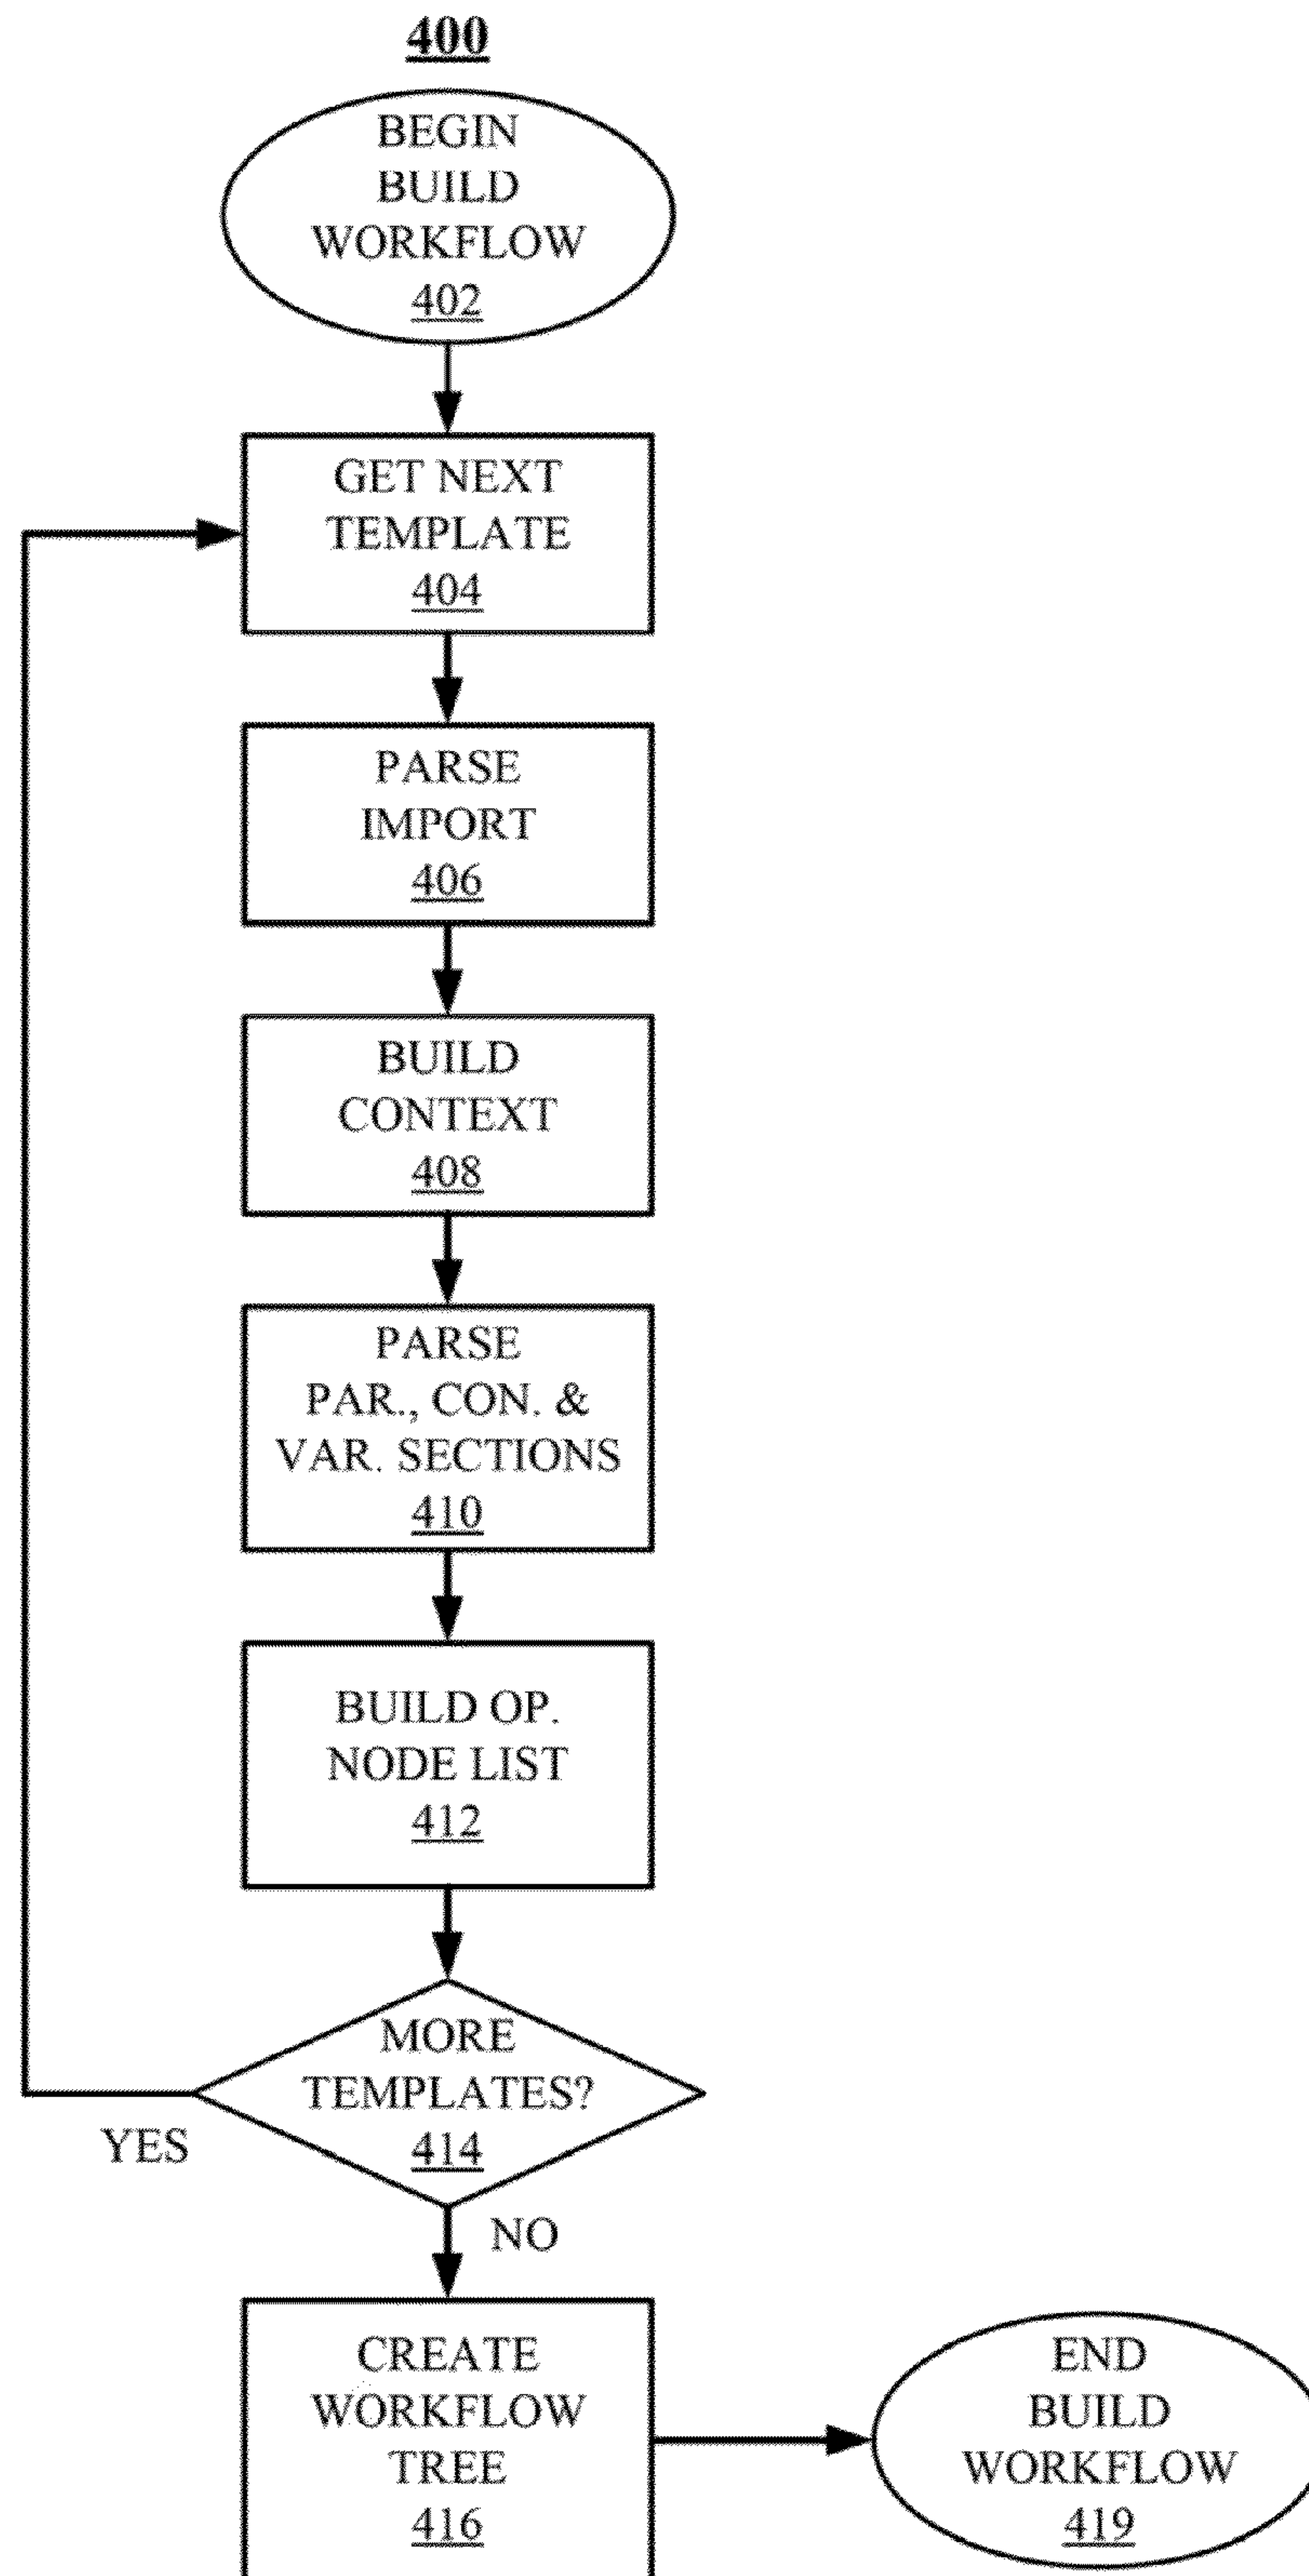 400
BEGIN
BUILD
WORKFLOW
402
GET NEXT
TEMPLATE
404
PARSE
IMPORT
406
BUILD
CONTEXT
408
PARSE
PAR., CON. &
VAR. SECTIONS
410
BUILD OP.
NODE LIST
412
MORE
TEMPLATES?
414
YES
NO
CREATE
WORKFLOW
TREE
416
END
BUILD
WORKFLOW
419